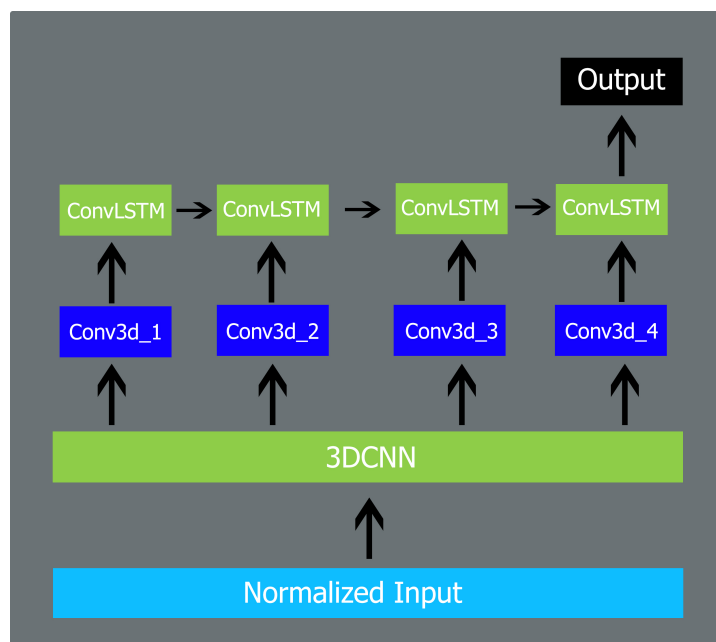 Output
ConvLSTM
ConvLSTM
ConvLSTM
ConvLSTM
Conv3d_1
Conv3d_2
Conv3d_3
Conv3d_4
3DCNN
Normalized Input